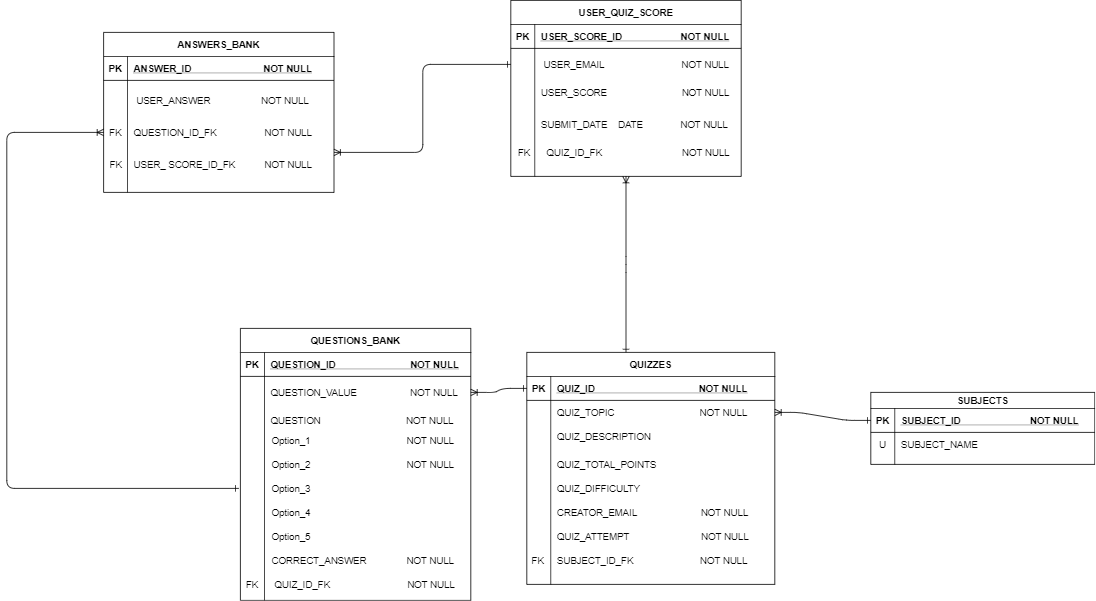 USER_QUIZ_SCORE
PK USER_SCORE_ID NOT NULL
USER_EMAIL NOT NULL
USER_SCORE NOT NULL
SUBMIT_DATE DATE NOT NULL
FK QUIZ_ID_FK NOT NULL
ANSWERS_BANK
PK ANSWER_ID NOT NULL
USER_ANSWER NOT NULL
FK QUESTION_ID_FK NOT NULL
FK USER_ SCORE_ID_FK NOT NULL
QUESTIONS_BANK
PK QUESTION_ID NOT NULL
QUESTION_VALUE NOT NULL
QUESTION NOT NULL
Option_1 NOT NULL
Option_2 NOT NULL
Option_3
Option_4
Option_5
CORRECT_ANSWER NOT NULL
FK QUIZ_ID_FK NOT NULL
QUIZZES
PK QUIZ_ID NOT NULL
QUIZ_TOPIC NOT NULL
QUIZ_DESCRIPTION
QUIZ_TOTAL_POINTS
QUIZ_DIFFICULTY
CREATOR_EMAIL NOT NULL
QUIZ_ATTEMPT NOT NULL
FK SUBJECT_ID_FK NOT NULL
SUBJECTS
PK SUBJECT_ID NOT NULL
U SUBJECT_NAME